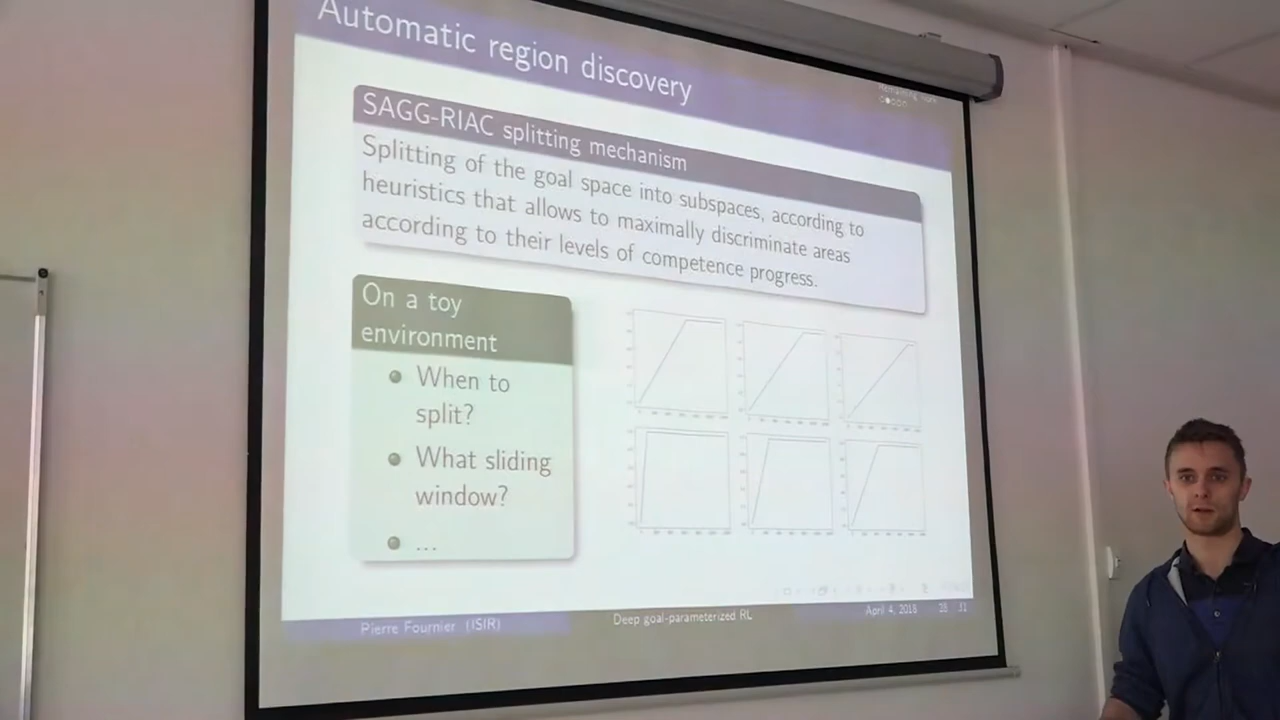 Automatic region discovery
Remaining work
SAGG-RIAC splitting mechanism
Splitting of the goal space into subspaces, according to
heuristics that allows to maximally discriminate areas
according to their levels of competence progress.
On a toy
environment
When to
split?
What sliding
window?
...
Pierre Fournier (ISIR)
Deep goal-parameterized RL
April 4, 2018